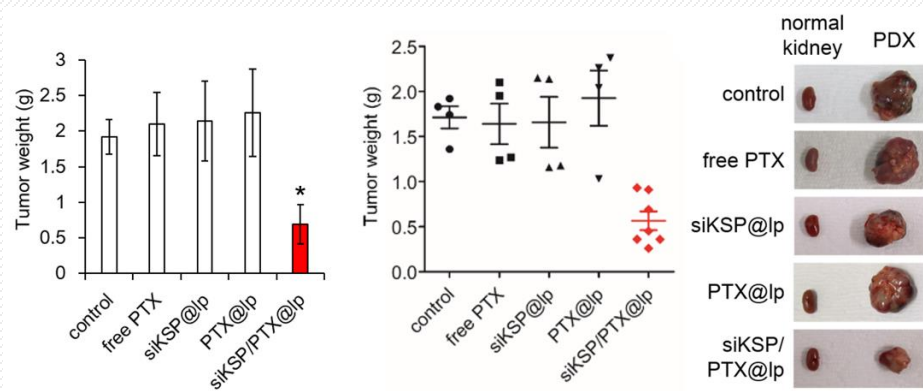 Tumor weight (g)
3
2.5
2
1.5
1
0.5
0
*
control
free PTX
siKSP@lp
PTX@lp
siKSP/PTX@lp
Tumor weight (g)
2.5
2.0
1.5
1.0
0.5
0.0
control
free PTX
siKSP@lp
PTX@lp
siKSP/PTX@lp
normal
kidney
PDX
control
free PTX
siKSP@lp
PTX@lp
siKSP/
PTX@lp